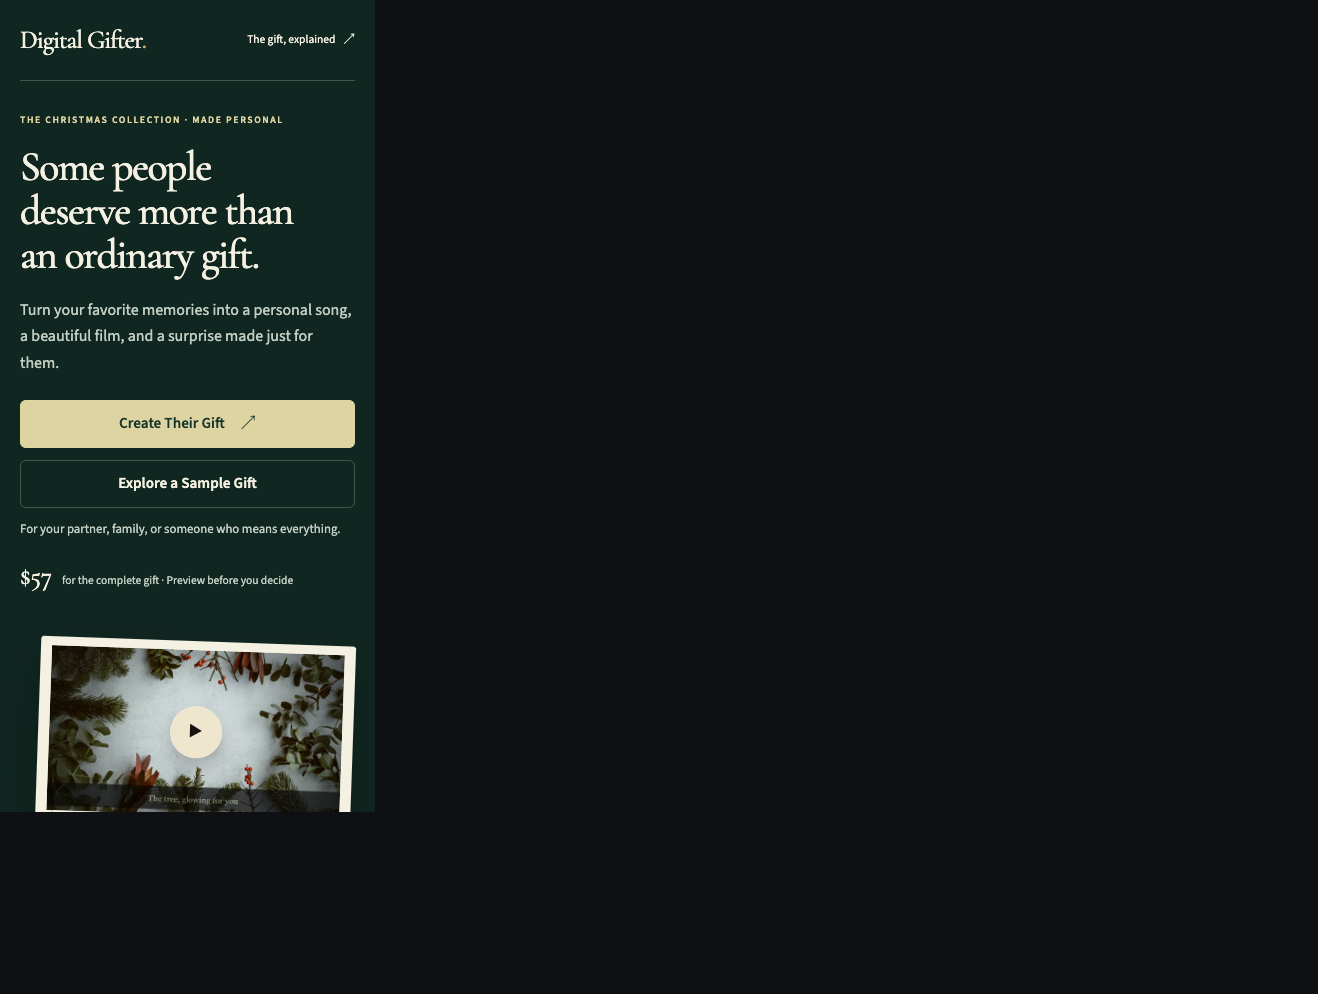 Digital Gifter.
The gift, explained ↗
THE CHRISTMAS COLLECTION · MADE PERSONAL
Some people
deserve more than
an ordinary gift.
Turn your favorite memories into a personal song,
a beautiful film, and a surprise made just for
them.
Create Their Gift ↗
Explore a Sample Gift
For your partner, family, or someone who means everything.
$57 for the complete gift · Preview before you decide
The tree, glowing for you